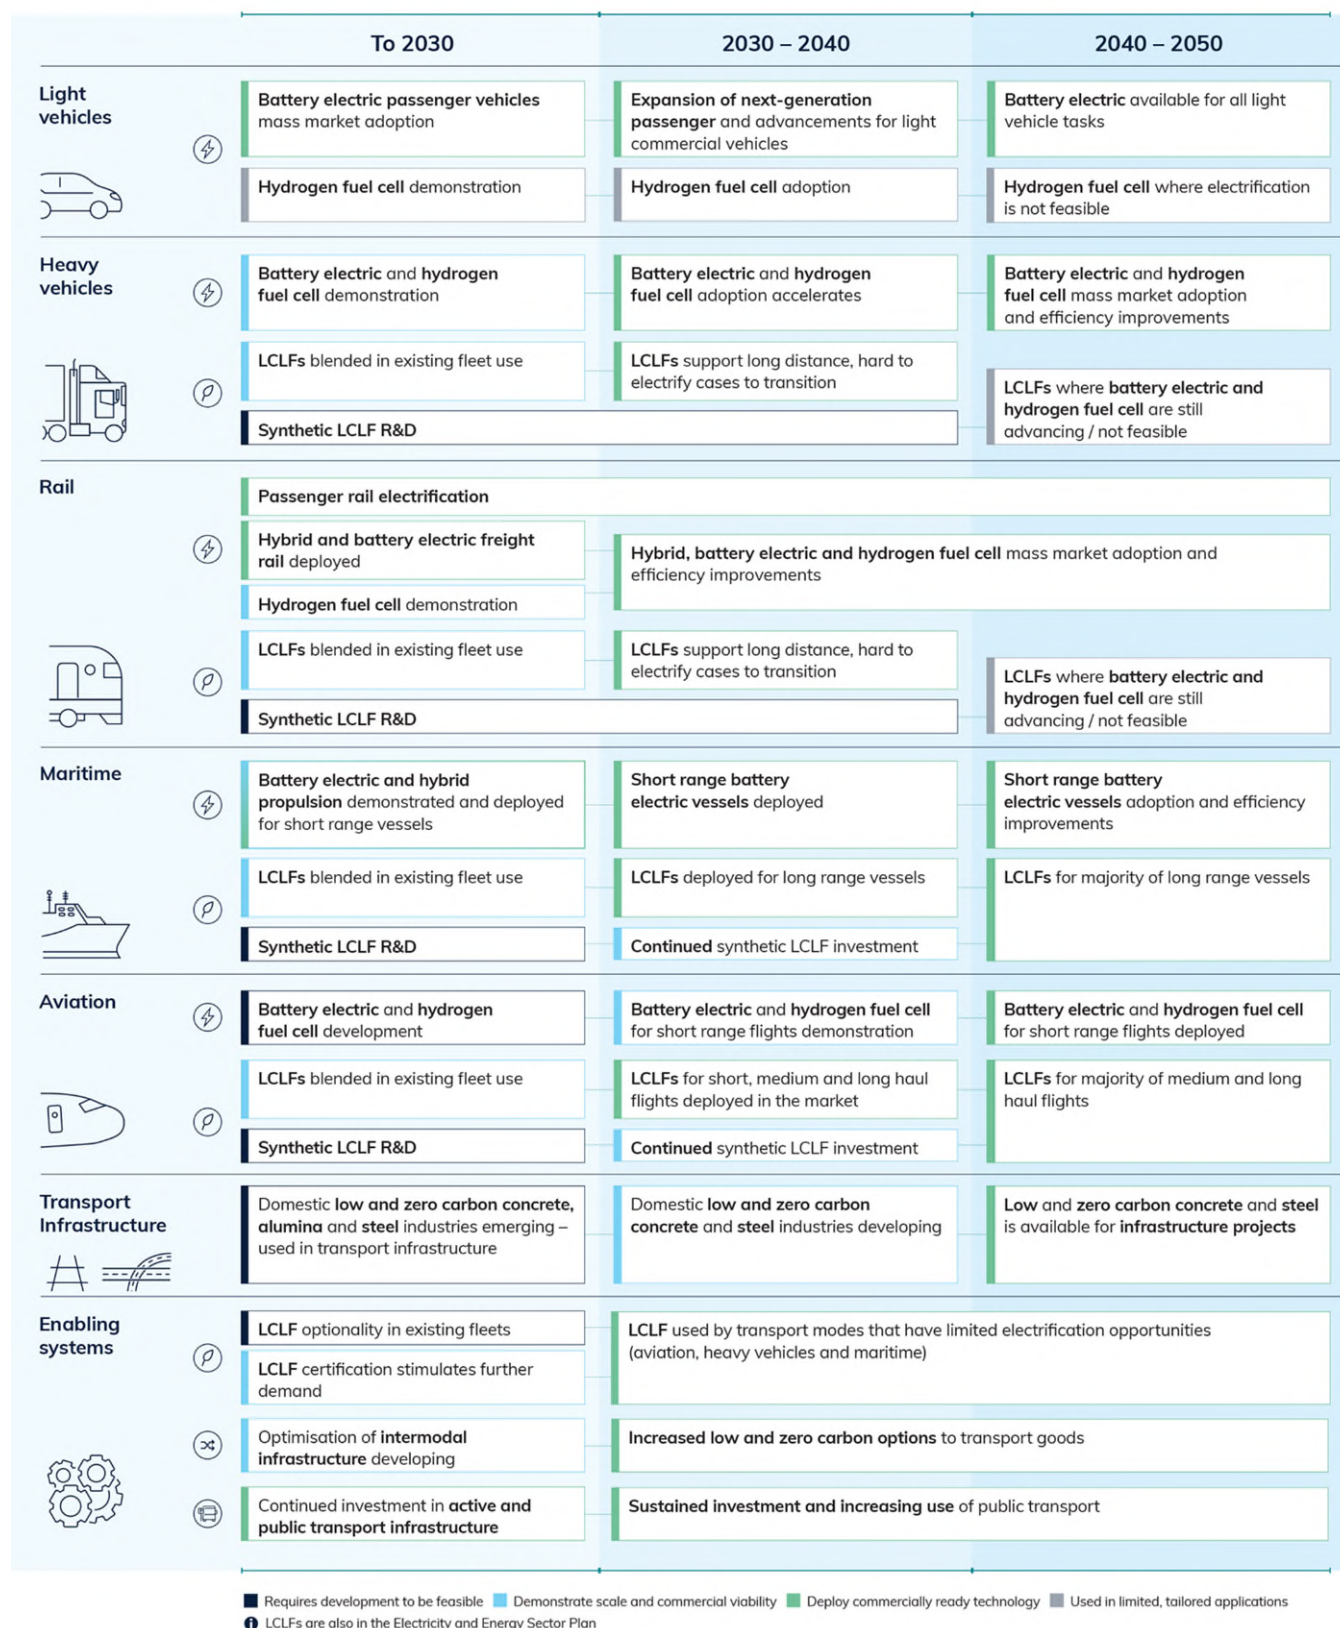 To 2030
2030 – 2040
2040 – 2050
Light
vehicles
Battery electric passenger vehicles
mass market adoption
Expansion of next-generation
passenger and advancements for light
commercial vehicles
Battery electric available for all light
vehicle tasks
Hydrogen fuel cell demonstration
Hydrogen fuel cell adoption
Hydrogen fuel cell where electrification
is not feasible
Heavy
vehicles
Battery electric and hydrogen
fuel cell demonstration
Battery electric and hydrogen
fuel cell adoption accelerates
Battery electric and hydrogen
fuel cell mass market adoption
and efficiency improvements
LCLFs blended in existing fleet use
LCLFs support long distance, hard to
electrify cases to transition
LCLFs where battery electric and
hydrogen fuel cell are still
advancing / not feasible
Synthetic LCLF R&D
Rail
Passenger rail electrification
Hybrid and battery electric freight
rail deployed
Hybrid, battery electric and hydrogen fuel cell mass market adoption and
efficiency improvements
Hydrogen fuel cell demonstration
LCLFs blended in existing fleet use
LCLFs support long distance, hard to
electrify cases to transition
LCLFs where battery electric and
hydrogen fuel cell are still
advancing / not feasible
Synthetic LCLF R&D
Maritime
Battery electric and hybrid
propulsion demonstrated and deployed
for short range vessels
Short range battery
electric vessels deployed
Short range battery
electric vessels adoption and efficiency
improvements
LCLFs blended in existing fleet use
LCLFs deployed for long range vessels
LCLFs for majority of long range vessels
Synthetic LCLF R&D
Continued synthetic LCLF investment
Aviation
Battery electric and hydrogen
fuel cell development
Battery electric and hydrogen fuel cell
for short range flights demonstration
Battery electric and hydrogen fuel cell
for short range flights deployed
LCLFs blended in existing fleet use
LCLFs for short, medium and long haul
flights deployed in the market
LCLFs for majority of medium and long
haul flights
Synthetic LCLF R&D
Continued synthetic LCLF investment
Transport
Infrastructure
Domestic low and zero carbon concrete,
alumina and steel industries emerging –
used in transport infrastructure
Domestic low and zero carbon
concrete and steel industries developing
Low and zero carbon concrete and steel
is available for infrastructure projects
Enabling
systems
LCLF optionality in existing fleets
LCLF used by transport modes that have limited electrification opportunities
(aviation, heavy vehicles and maritime)
LCLF certification stimulates further
demand
Optimisation of intermodal
infrastructure developing
Increased low and zero carbon options to transport goods
Continued investment in active and
public transport infrastructure
Sustained investment and increasing use of public transport
Requires development to be feasible
Demonstrate scale and commercial viability
Deploy commercially ready technology
Used in limited, tailored applications
LCLFs are also in the Electricity and Energy Sector Plan